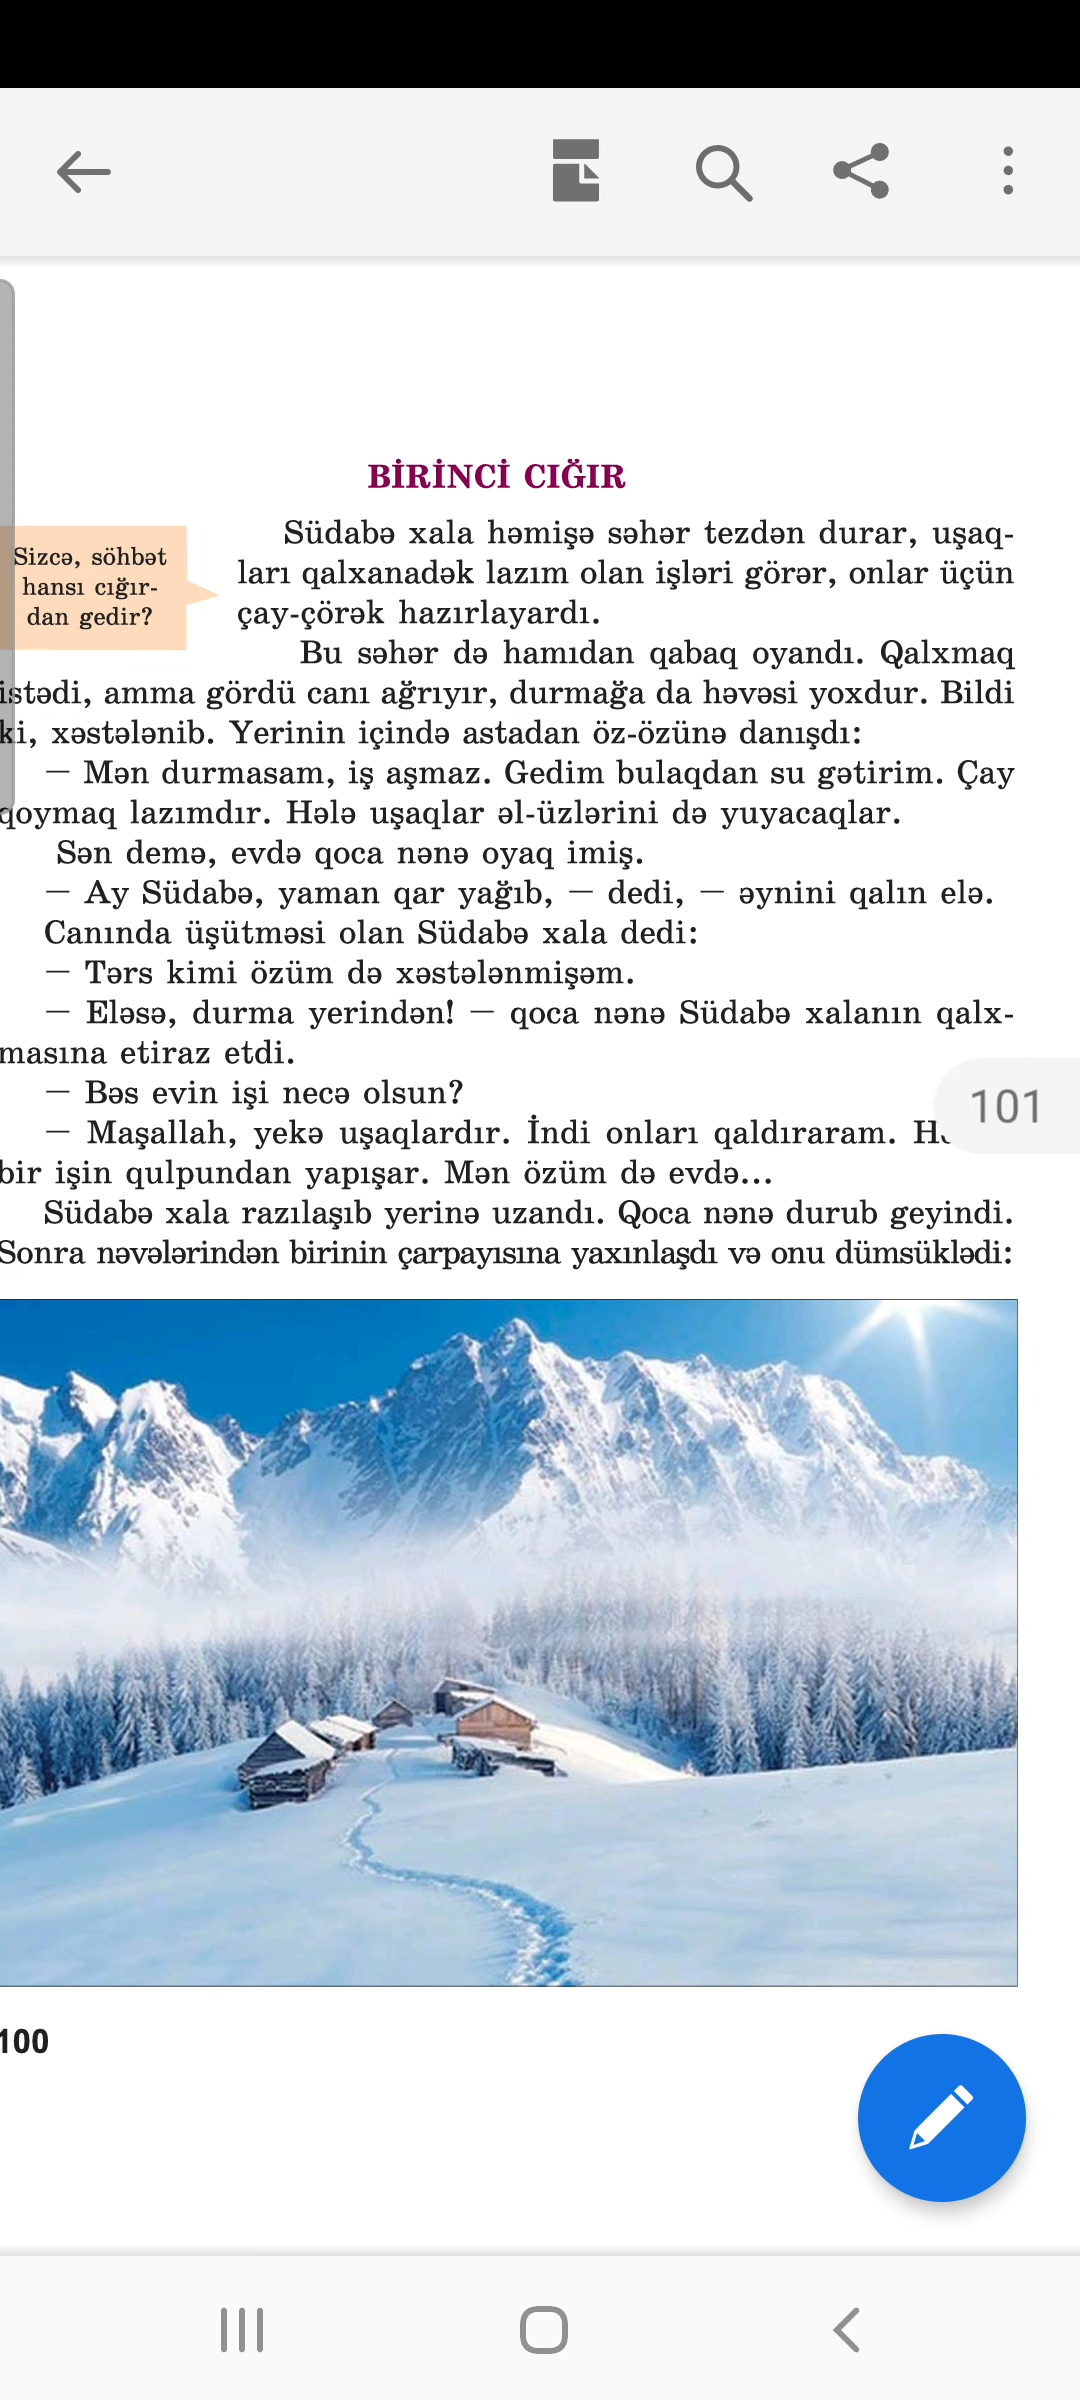 BİRİNCİ CIĞIR
Sizcə, söhbət
hansı cığır-
dan gedir?
Südabə xala həmişə səhər tezdən durar, uşaq-
ları qalxanadək lazım olan işləri görər, onlar üçün
çay-çörək hazırlayardı.
Bu səhər də hamıdan qabaq oyandı. Qalxmaq
istədi, amma gördü canı ağrıyır, durmağa da həvəsi yoxdur. Bildi
ki, xəstələnib. Yerinin içində astadan öz-özünə danışdı:
— Mən durmasam, iş aşmaz. Gedim bulaqdan su gətirim. Çay
qoymaq lazımdır. Hələ uşaqlar əl-üzlərini də yuyacaqlar.
Sən demə, evdə qoca nənə oyaq imiş.
— Ay Südabə, yaman qar yağıb, — dedi, — əynini qalın elə.
Canında üşütməsi olan Südabə xala dedi:
— Tərs kimi özüm də xəstələnmişəm.
— Eləsə, durma yerindən! — qoca nənə Südabə xalanın qalx-
masına etiraz etdi.
— Bəs evin işi necə olsun?
101
— Maşallah, yekə uşaqlardır. İndi onları qaldıraram.
bir işin qulpundan yapışar. Mən özüm də evdə...
Südabə xala razılaşıb yerinə uzandı. Qoca nənə durub geyindi.
Sonra nəvələrindən birinin çarpayısına yaxınlaşdı və onu dümsüklədi:
100